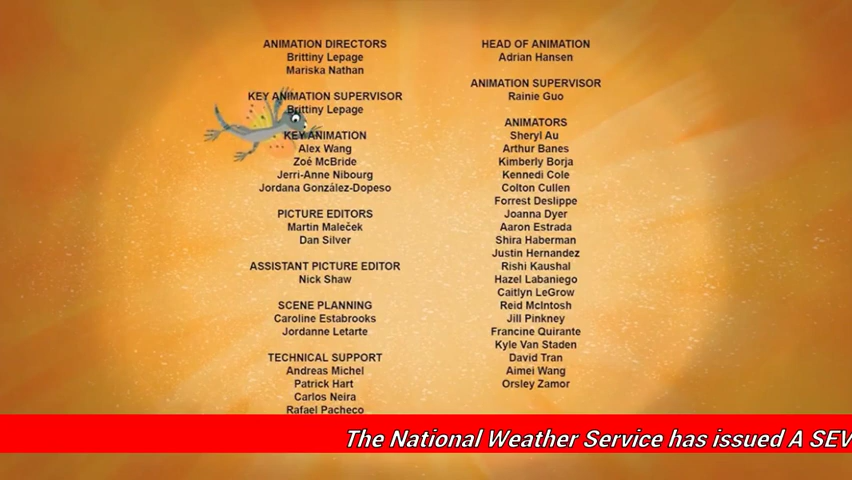 ANIMATION DIRECTORS
Brittiny Lepage
Mariska Nathan
KEY ANIMATION SUPERVISOR
Brittiny Lepage
KEY ANIMATION
Alex Wang
Zoé McBride
Jerri-Anne Nibourg
Jordana González-Dopeso
PICTURE EDITORS
Martin Maleček
Dan Silver
ASSISTANT PICTURE EDITOR
Nick Shaw
SCENE PLANNING
Caroline Estabrooks
Jordanne Letarte
TECHNICAL SUPPORT
Andreas Michel
Patrick Hart
Carlos Neira
Rafael Pacheco
HEAD OF ANIMATION
Adrian Hansen
ANIMATION SUPERVISOR
Rainie Guo
ANIMATORS
Sheryl Au
Arthur Banes
Kimberly Borja
Kennedi Cole
Colton Cullen
Forrest Deslippe
Joanna Dyer
Aaron Estrada
Shira Haberman
Justin Hernandez
Rishi Kaushal
Hazel Labaniego
Caitlyn LeGrow
Reid McIntosh
Jill Pinkney
Francine Quirante
Kyle Van Staden
David Tran
Aimei Wang
Orsley Zamor
The National Weather Service has issued A SEV